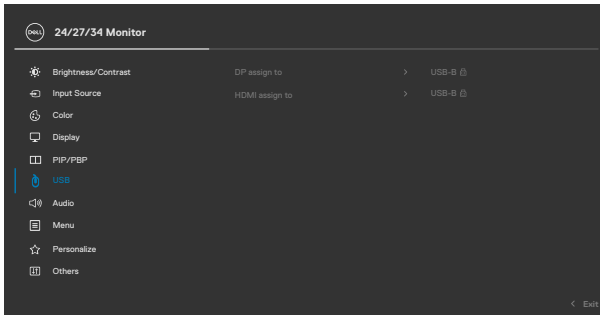 DELL 24/27/34 Monitor
Brightness/Contrast DP assign to > USB-B
Input Source HDMI assign to > USB-B
Color
Display
PIP/PBP
USB
Audio
Menu
Personalize
Others
< Exit